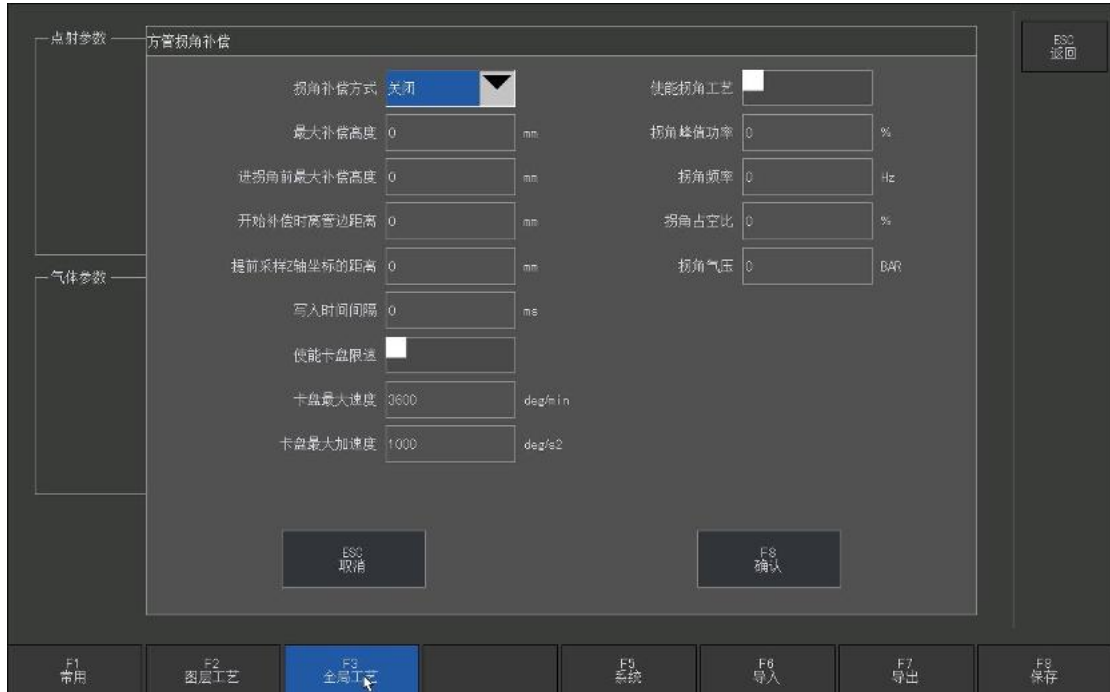 点射参数
方管拐角补偿
ESC
返回
拐角补偿方式 关闭
使能拐角工艺
最大补偿高度 0 mm
拐角峰值功率 0 %
进拐角前最大补偿高度 0 mm
拐角频率 0 Hz
开始补偿时离管边距离 0 mm
拐角占空比 0 %
气体参数
提前采样Z轴坐标的距离 0 mm
拐角气压 0 BAR
写入时间间隔 0 ms
使能卡盘限速
卡盘最大速度 3600 deg/min
卡盘最大加速度 1000 deg/s2
ESC
取消
F8
确认
F1
常用
F2
图层工艺
F3
全局工艺
F5
系统
F6
导入
F7
导出
F8
保存